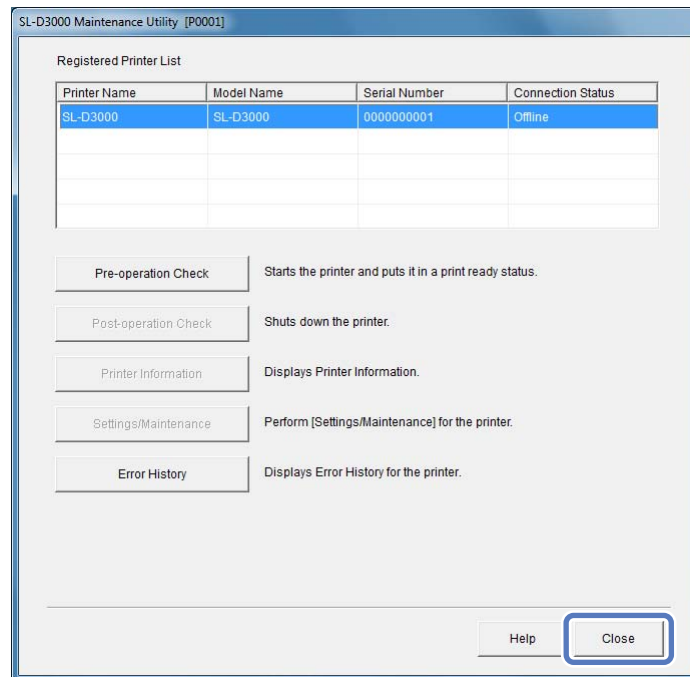 SL-D3000 Maintenance Utility [P0001]
Registered Printer List
Printer Name Model Name Serial Number Connection Status
SL-D3000 SL-D3000 0000000001 Offline
Pre-operation Check Starts the printer and puts it in a print ready status.
Post-operation Check Shuts down the printer.
Printer Information Displays Printer Information.
Settings/Maintenance Perform [Settings/Maintenance] for the printer.
Error History Displays Error History for the printer.
Help Close